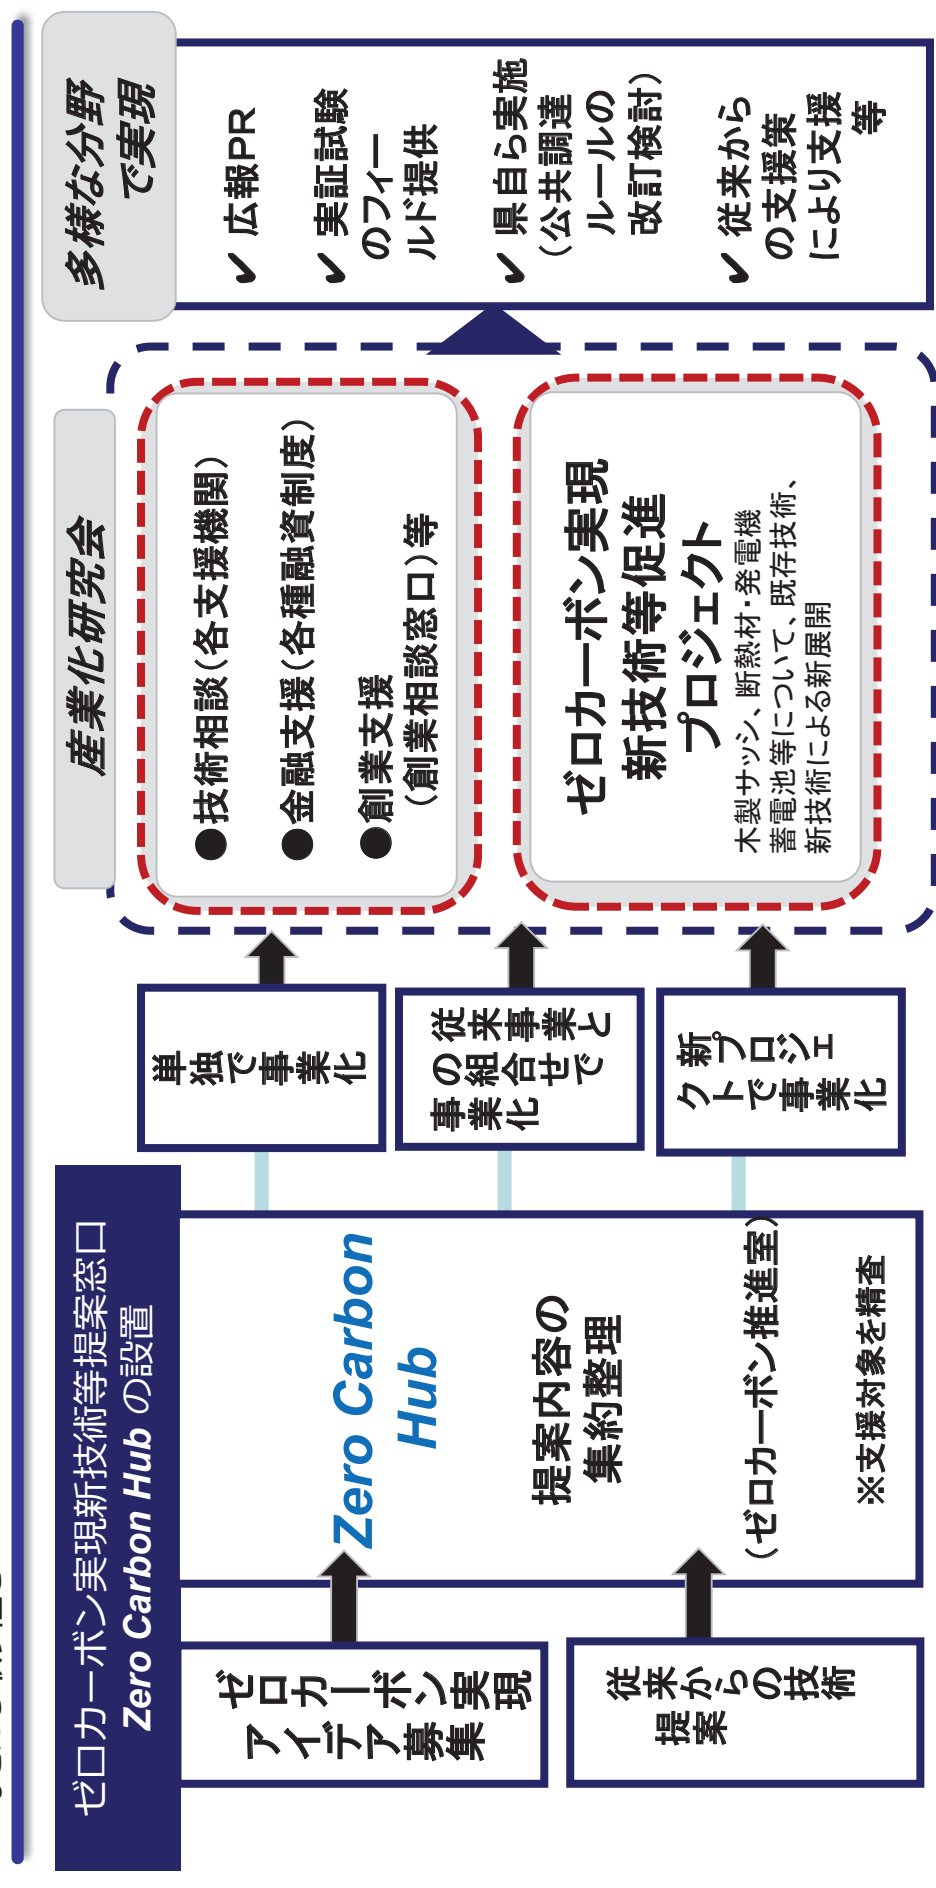 ゼロカーボン実現新技術等提案窓口
Zero Carbon Hub の設置
ゼロカーボン実現
アイデア募集
従来からの技術
提案
Zero Carbon
Hub
提案内容の
集約整理
（ゼロカーボン推進室）
※支援対象を精査
単独で事業化
従来事業と
の組合せで
事業化
新プロジェ
クトで事業化
産業化研究会
●技術相談（各支援機関）
●金融支援（各種融資制度）
●創業支援
（創業相談窓口）等
ゼロカーボン実現
新技術等促進
プロジェクト
木製サッシ、断熱材・発電機
蓄電池等について、既存技術、
新技術による新展開
多様な分野
で実現
✓ 広報PR
✓ 実証試験
のフィー
ルド提供
✓ 県自ら実施
（公共調達
ルールの
改訂検討）
✓ 従来から
の支援策
により支援
等